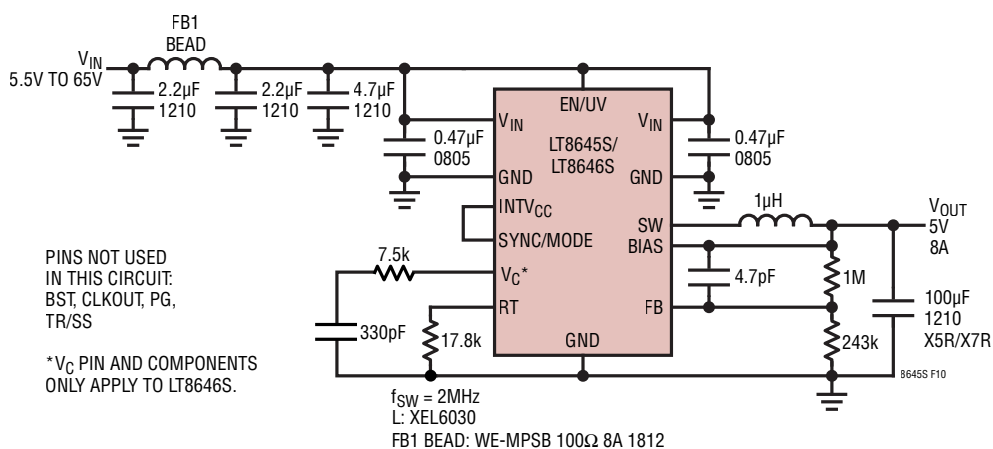 FB1
BEAD
VIN
5.5V TO 65V
2.2µF
1210
2.2µF
1210
4.7µF
1210
EN/UV
VIN
VIN
LT8645S/
LT8646S
0.47µF
0805
0.47µF
0805
GND
GND
INTVCC
SYNC/MODE
SW
BIAS
1µH
VOUT
5V
8A
PINS NOT USED
IN THIS CIRCUIT:
BST, CLKOUT, PG,
TR/SS
7.5k
VC*
4.7pF
1M
RT
FB
100µF
1210
X5R/X7R
330pF
17.8k
GND
243k
*VC PIN AND COMPONENTS
ONLY APPLY TO LT8646S.
8645S F10
fSW = 2MHz
L: XEL6030
FB1 BEAD: WE-MPSB 100Ω 8A 1812